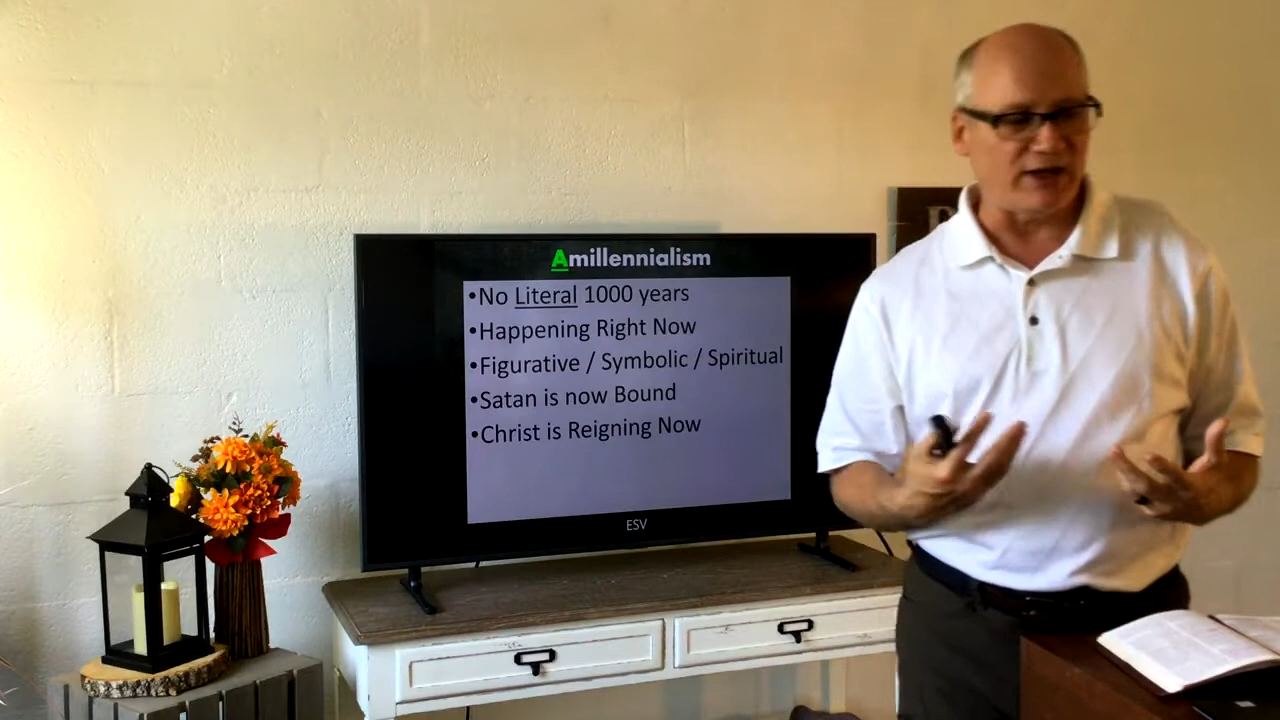 Amillennialism
•No Literal 1000 years
•Happening Right Now
•Figurative / Symbolic / Spiritual
•Satan is now Bound
•Christ is Reigning Now
ESV